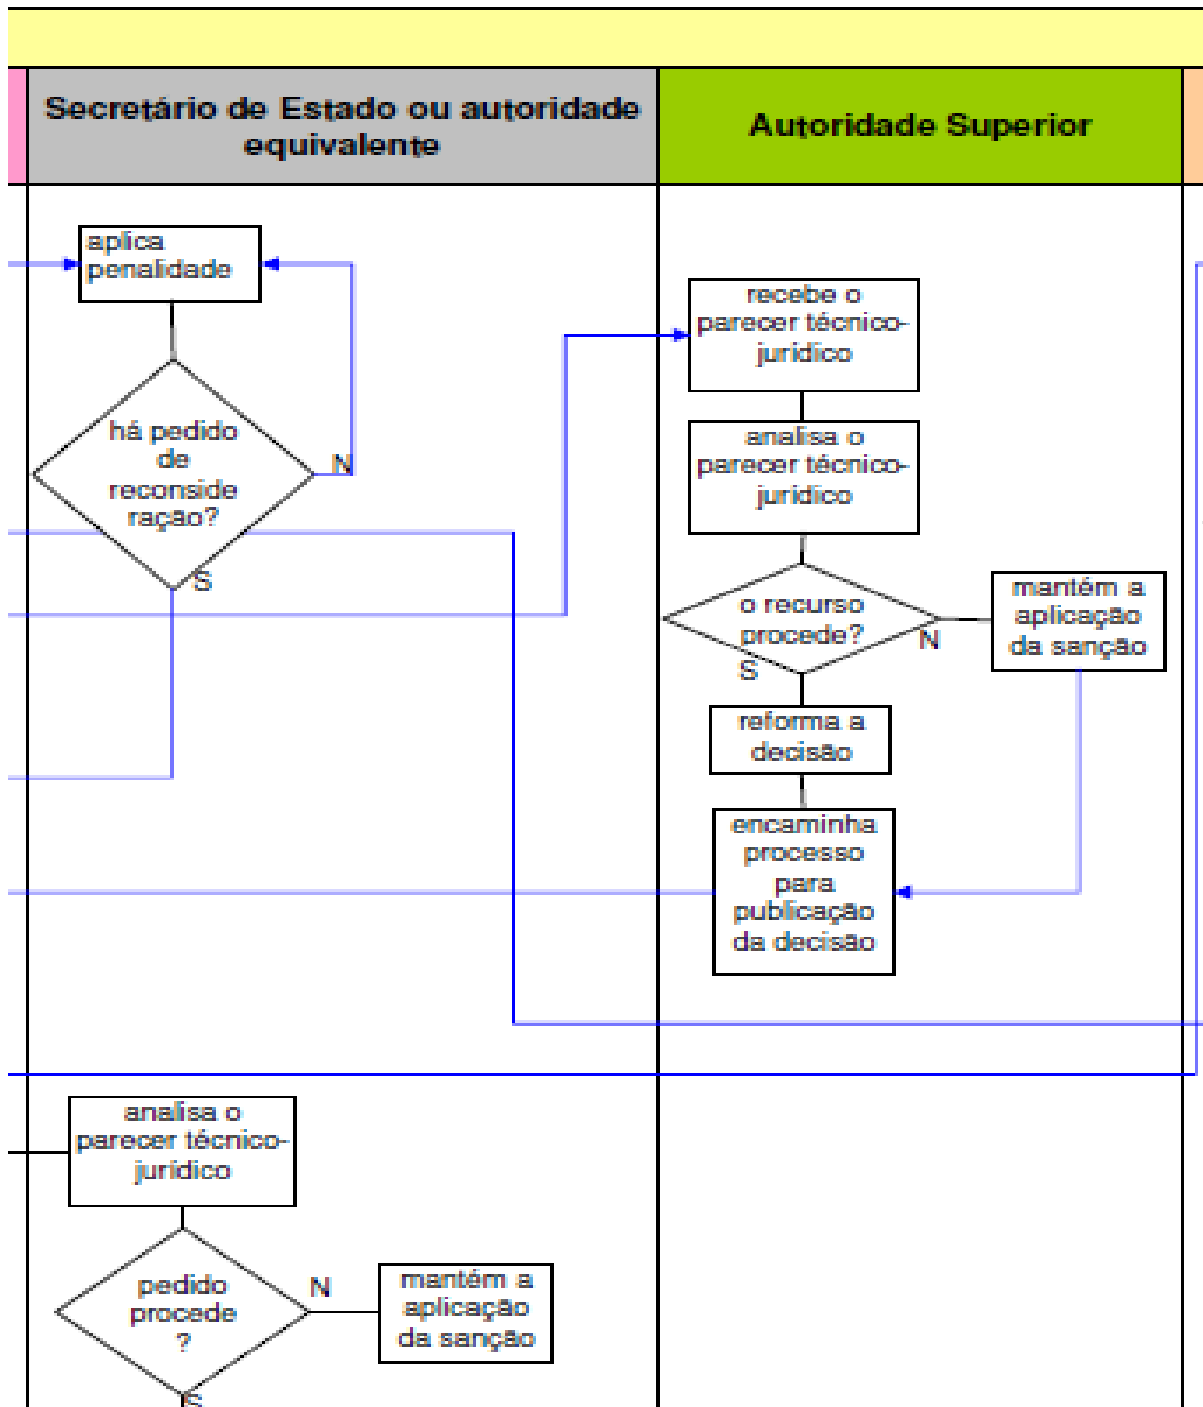 Secretário de Estado ou autoridade
equivalente
Autoridade Superior
aplica
penalidade
há pedido
de
reconside
ração?
N
S
recebe o
parecer técnico-
jurídico
analisa o
parecer técnico-
jurídico
o recurso
procede?
N
S
mantém a
aplicação
da sanção
reforma a
decisão
encaminha
processo
para
publicação
da decisão
analisa o
parecer técnico-
jurídico
pedido
procede
?
N
S
mantém a
aplicação
da sanção